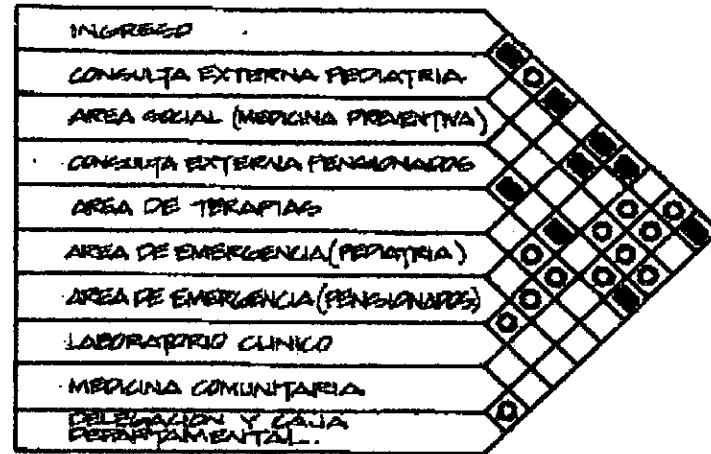 INGRESO
CONSULTA EXTERNA PEDIATRIA
AREA SOCIAL (MEDICINA PREVENTIVA)
CONSULTA EXTERNA PENSIONADOS
AREA DE TERAPIAS
AREA DE EMERGENCIA (PEDIATRIA)
AREA DE EMERGENCIA (PENSIONADOS)
LABORATORIO CLINICO
MEDICINA COMUNITARIA
DELEGACION Y CAJA
DEPARTAMENTAL.